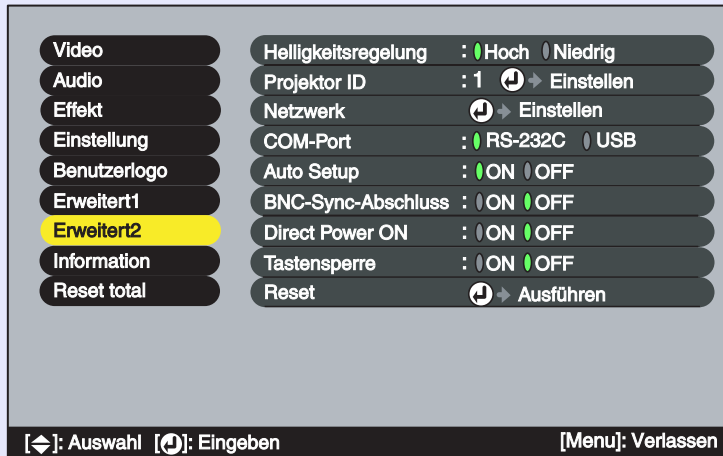 Video
Audio
Effekt
Einstellung
Benutzerlogo
Erweitert1
Erweitert2
Information
Reset total
Helligkeitsregelung : Hoch Niedrig
Projektor ID : 1 Einstellen
Netzwerk Einstellen
COM-Port : RS-232C USB
Auto Setup : ON OFF
BNC-Sync-Abschluss : ON OFF
Direct Power ON : ON OFF
Tastensperre : ON OFF
Reset Ausführen
[ ]: Auswahl [ ]: Eingeben [Menu]: Verlassen